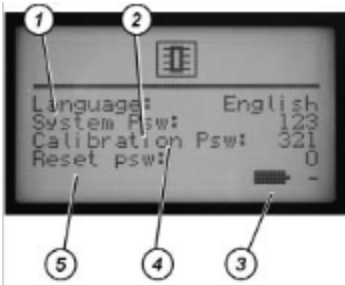 1 2
Language: English
System Psw: 123
Calibration Psw: 321
Reset psw: 0
-
5 4 3